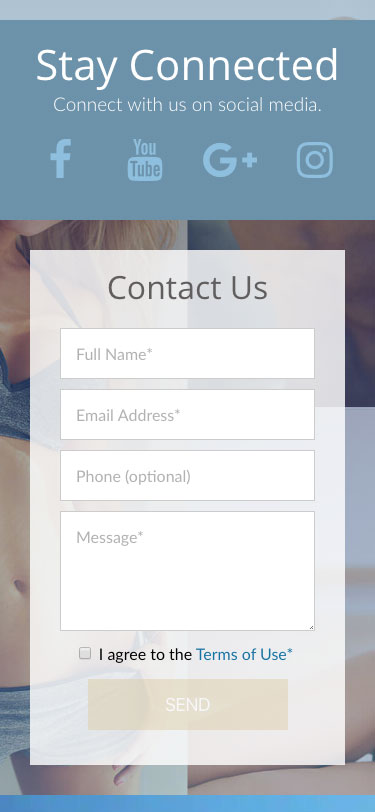 Stay Connected
Connect with us on social media.
You
Tube
G+
Contact Us
Full Name*
Email Address*
Phone (optional)
Message*
I agree to the Terms of Use*
SEND